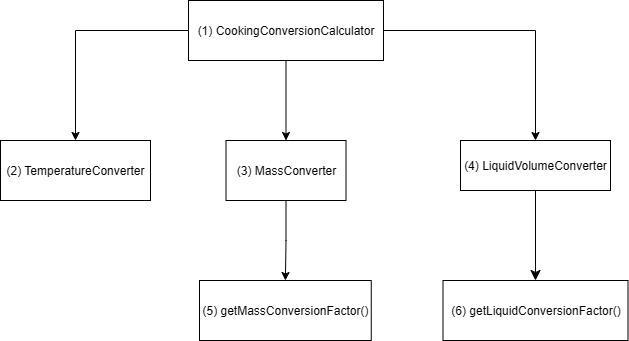 (1) CookingConversionCalculator
(2) TemperatureConverter
(3) MassConverter
(4) LiquidVolumeConverter
(5) getMassConversionFactor()
(6) getLiquidConversionFactor()